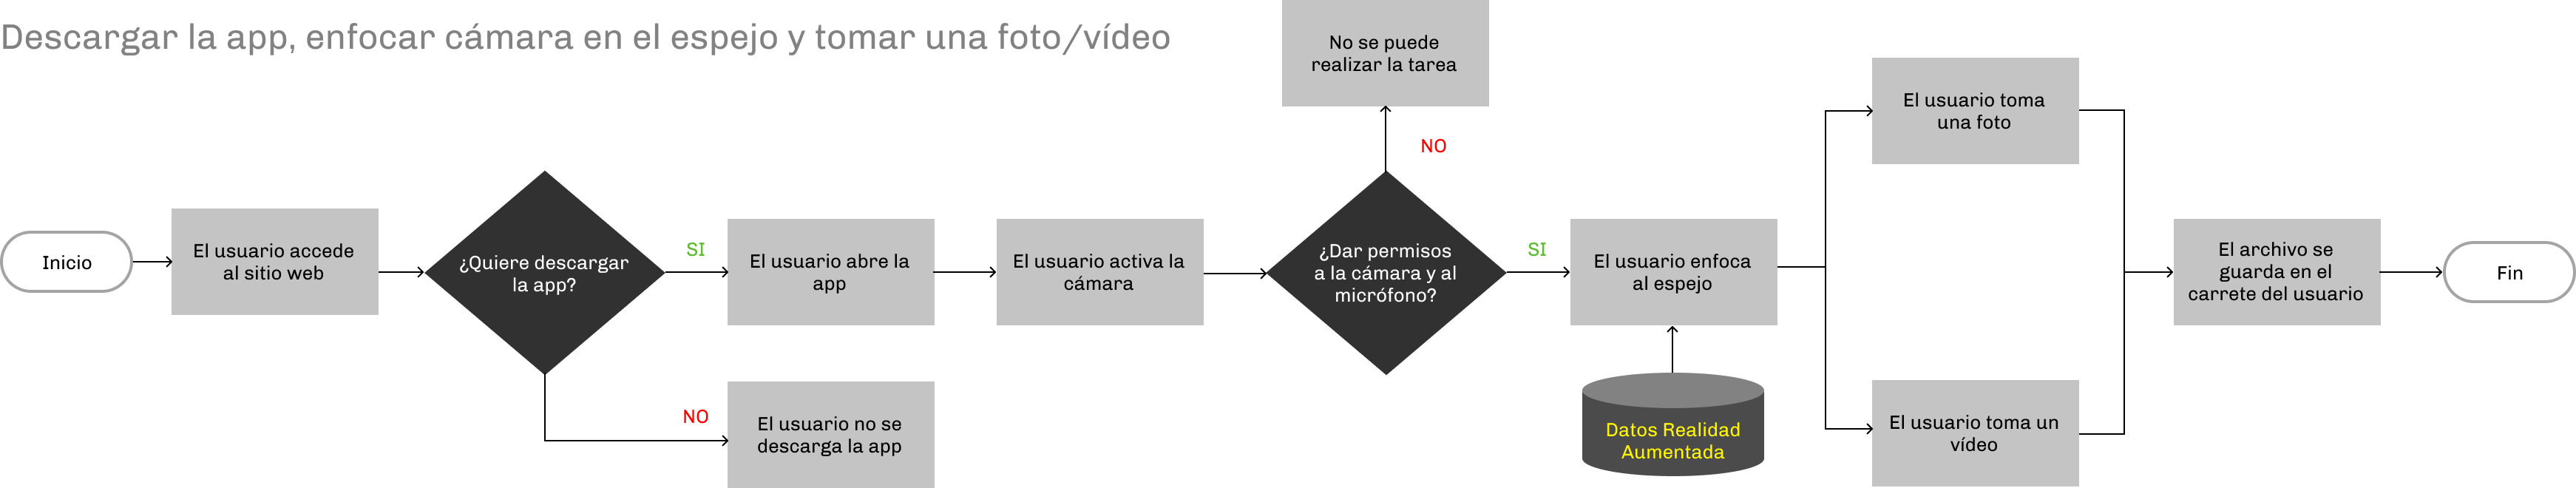 Descargar la app, enfocar cámara en el espejo y tomar una foto/vídeo
Inicio
El usuario accede
al sitio web
¿Quiere descargar
la app?
SI
El usuario abre la
app
NO
El usuario no se
descarga la app
El usuario activa la
cámara
¿Dar permisos
a la cámara y al
micrófono?
NO
No se puede
realizar la tarea
SI
El usuario enfoca
al espejo
Datos Realidad
Aumentada
El usuario toma
una foto
El usuario toma un
vídeo
El archivo se
guarda en el
carrete del usuario
Fin